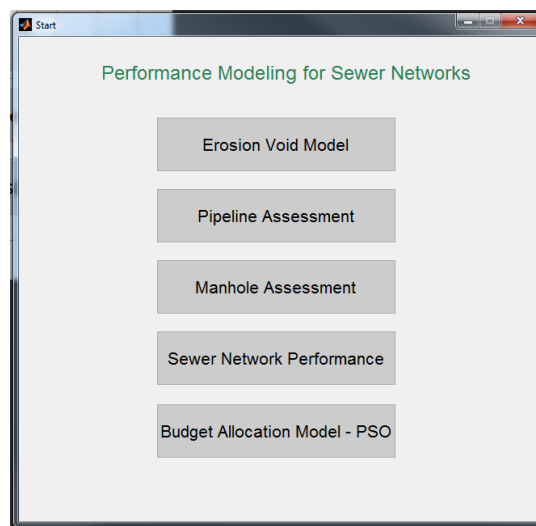 Start
Performance Modeling for Sewer Networks
Erosion Void Model
Pipeline Assessment
Manhole Assessment
Sewer Network Performance
Budget Allocation Model - PSO